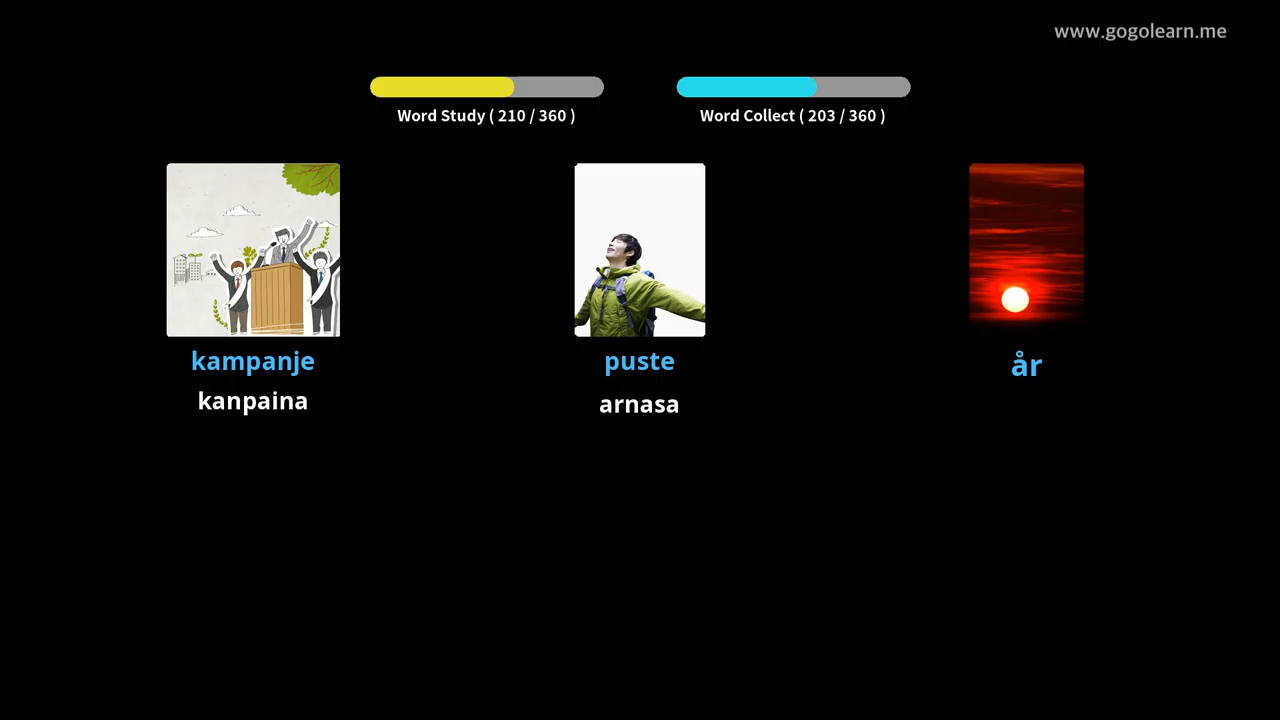 www.gogolearn.me
Word Study ( 210 / 360 )
Word Collect ( 203 / 360 )
kampanje
kanpaina
puste
arnasa
år